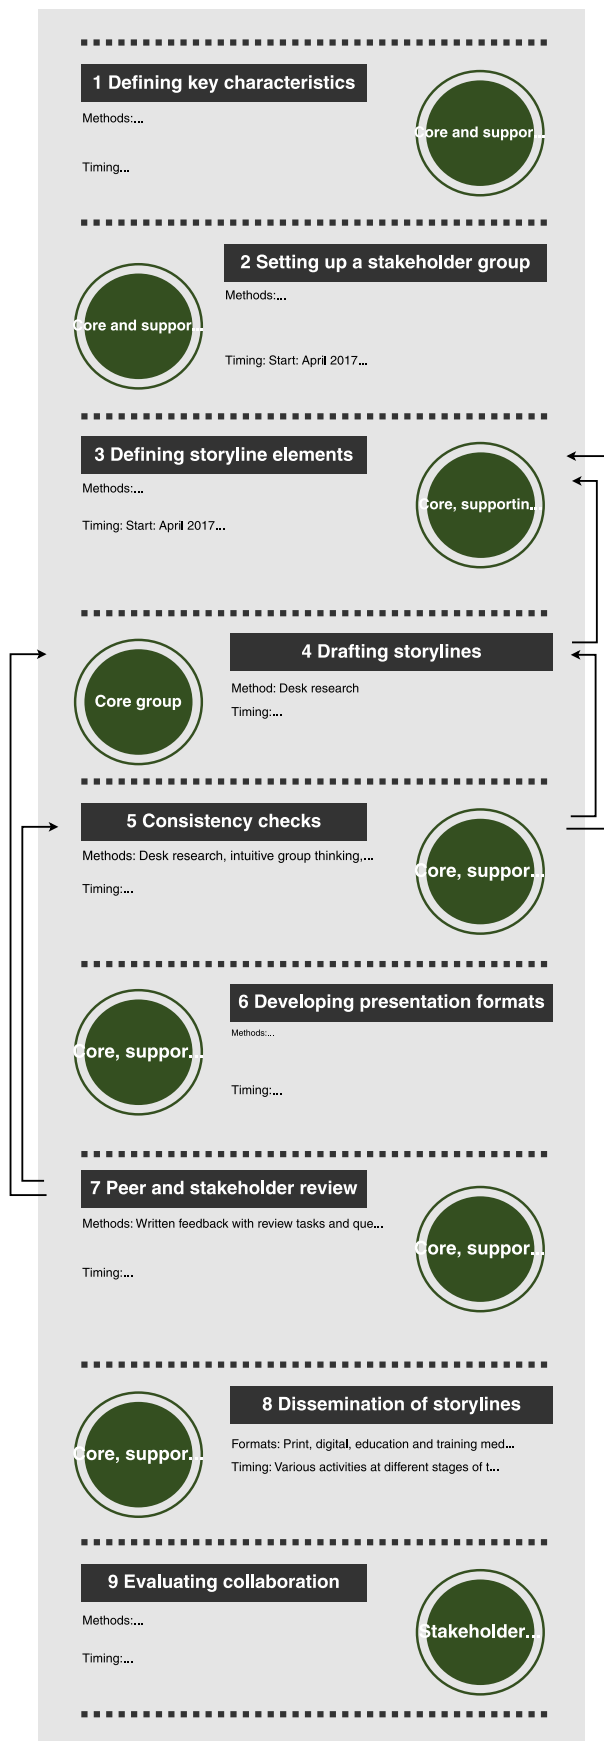 1 Defining key characteristics
Methods:...
Core and suppor...
Timing...
2 Setting up a stakeholder group
Core and suppor...
Methods:...
Timing: Start: April 2017...
3 Defining storyline elements
Methods:...
Core, supportin...
Timing: Start: April 2017...
4 Drafting storylines
Core group
Method: Desk research
Timing:...
5 Consistency checks
Methods: Desk research, intuitive group thinking,...
Core, suppor...
Timing:...
6 Developing presentation formats
Core, suppor...
Methods:...
Timing:...
7 Peer and stakeholder review
Methods: Written feedback with review tasks and que...
Core, suppor...
Timing:...
8 Dissemination of storylines
Core, suppor...
Formats: Print, digital, education and training med...
Timing: Various activities at different stages of t...
9 Evaluating collaboration
Methods:...
Stakeholder...
Timing:...